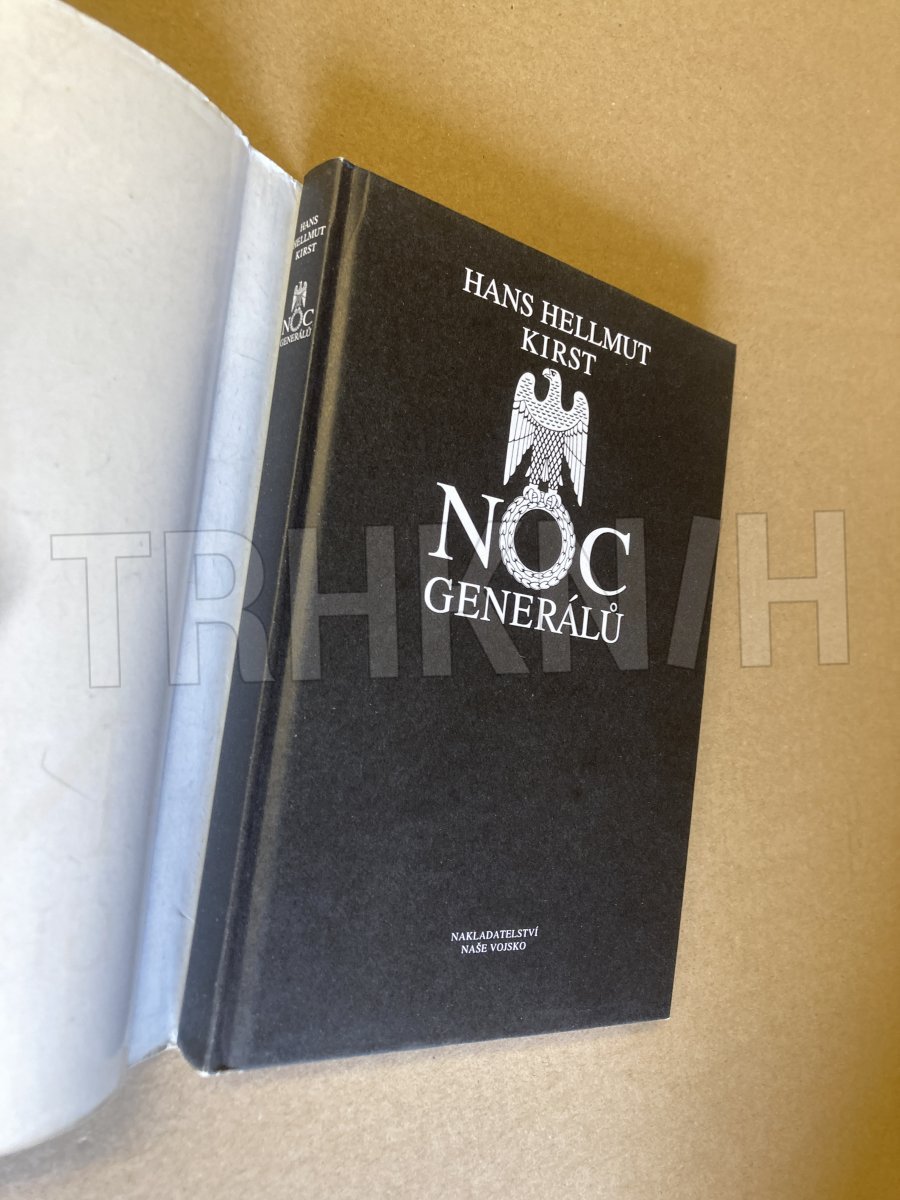 HANS
HELLMUT
KIRST
NOC
GENERÁLŮ
HANS HELLMUT
KIRST
NOC
GENERÁLŮ
NAKLADATELSTVÍ
NAŠE VOJSKO
TRHKNIH